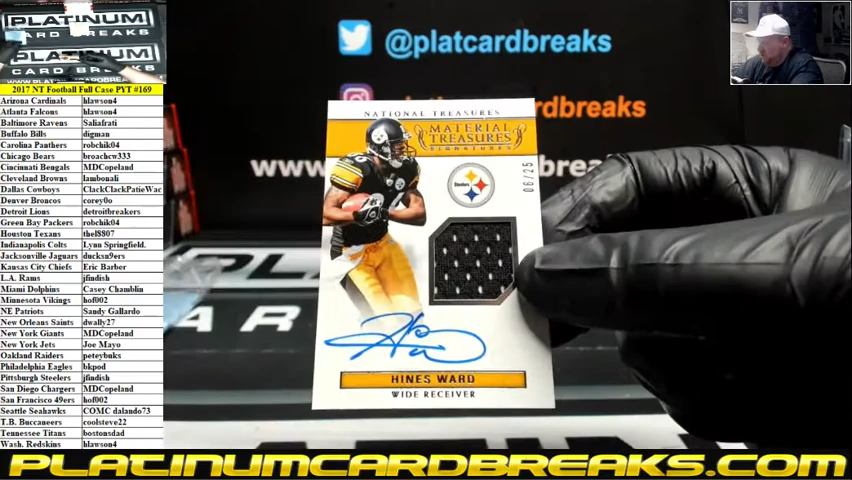 PLATINUM
CARD BREAKS
PLATINUM
CARD BREAKS
2017 NT Football Full Case PYT #169
Arizona Cardinals hlawson4
Atlanta Falcons hlawson4
Baltimore Ravens Saliafrati
Buffalo Bills digman
Carolina Panthers robchik04
Chicago Bears broachcw333
Cincinnati Bengals MDCopeland
Cleveland Browns lambonali
Dallas Cowboys ClackClackPatieWac
Denver Broncos corey0o
Detroit Lions detroitbreakers
Green Bay Packers robchik04
Houston Texans thel8807
Indianapolis Colts Lynn Springfield.
Jacksonville Jaguars ducksn9ers
Kansas City Chiefs Eric Barber
L.A. Rams jfindish
Miami Dolphins Casey Chamblin
Minnesota Vikings hof002
NE Patriots Sandy Gallardo
New Orleans Saints dwally27
New York Giants MDCopeland
New York Jets Joe Mayo
Oakland Raiders peteybuks
Philadelphia Eagles bkpod
Pittsburgh Steelers jfindish
San Diego Chargers MDCopeland
San Francisco 49ers hof002
Seattle Seahawks COMC dalando73
T.B. Buccaneers coolsteve22
Tennessee Titans bostonsdad
Wash. Redskins hlawson4
@platcardbreaks
www.
NATIONAL TREASURES
MATERIAL
TREASURES
SIGNATURES
Steelers
06/25
HINES WARD
WIDE RECEIVER
PLATINUMCARDBREAKS.COM